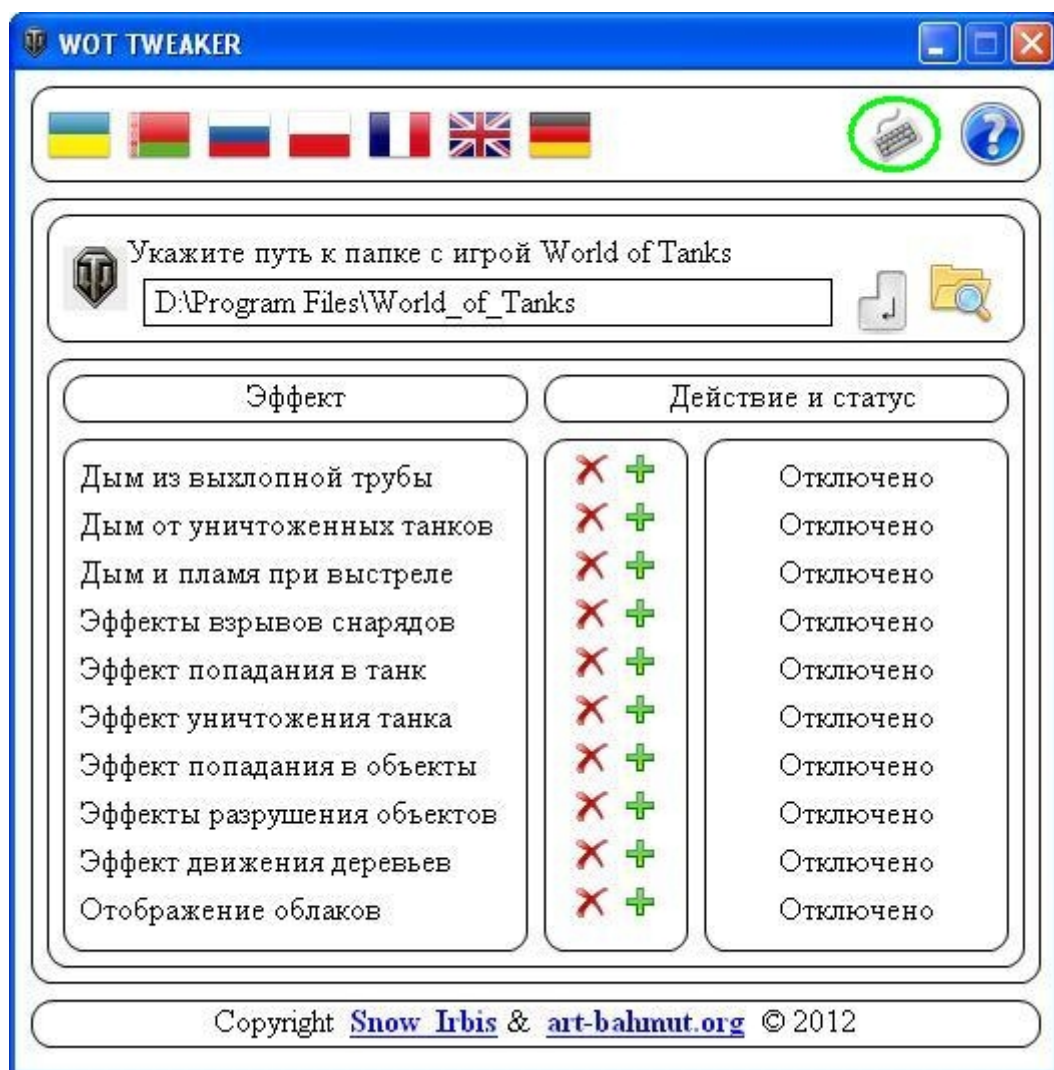 WOT TWEAKER
Укажите путь к папке с игрой World of Tanks
D:\Program Files\World_of_Tanks
Эффект
Действие и статус
Дым из выхлопной трубы
Отключено
Дым от уничтоженных танков
Отключено
Дым и пламя при выстреле
Отключено
Эффекты взрывов снарядов
Отключено
Эффект попадания в танк
Отключено
Эффект уничтожения танка
Отключено
Эффект попадания в объекты
Отключено
Эффекты разрушения объектов
Отключено
Эффект движения деревьев
Отключено
Отображение облаков
Отключено
Copyright Snow_Irbis & art-bahmut.org © 2012